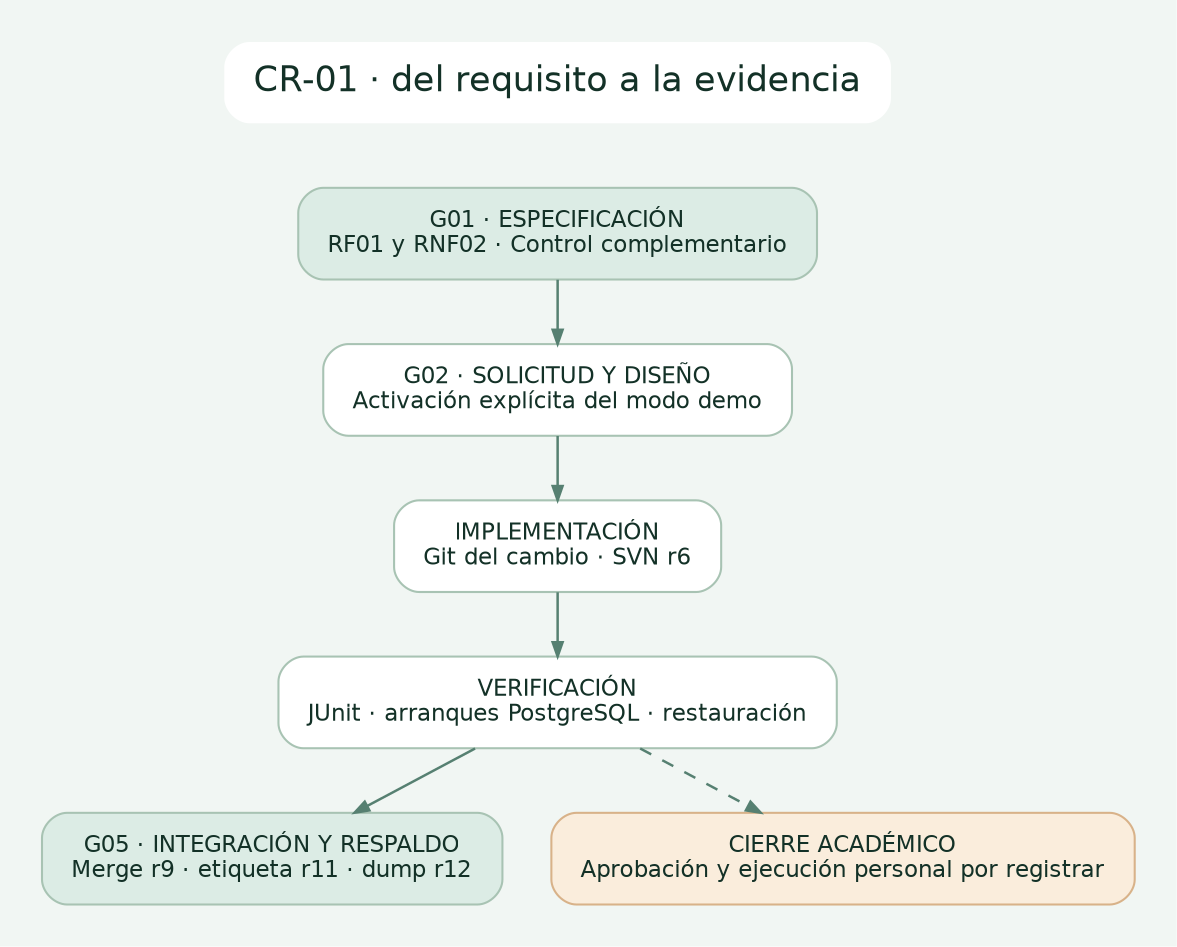 CR-01 · del requisito a la evidencia
G01 · ESPECIFICACIÓN
RF01 y RNF02 · Control complementario
G02 · SOLICITUD Y DISEÑO
Activación explícita del modo demo
IMPLEMENTACIÓN
Git del cambio · SVN r6
VERIFICACIÓN
JUnit · arranques PostgreSQL · restauración
G05 · INTEGRACIÓN Y RESPALDO
Merge r9 · etiqueta r11 · dump r12
CIERRE ACADÉMICO
Aprobación y ejecución personal por registrar